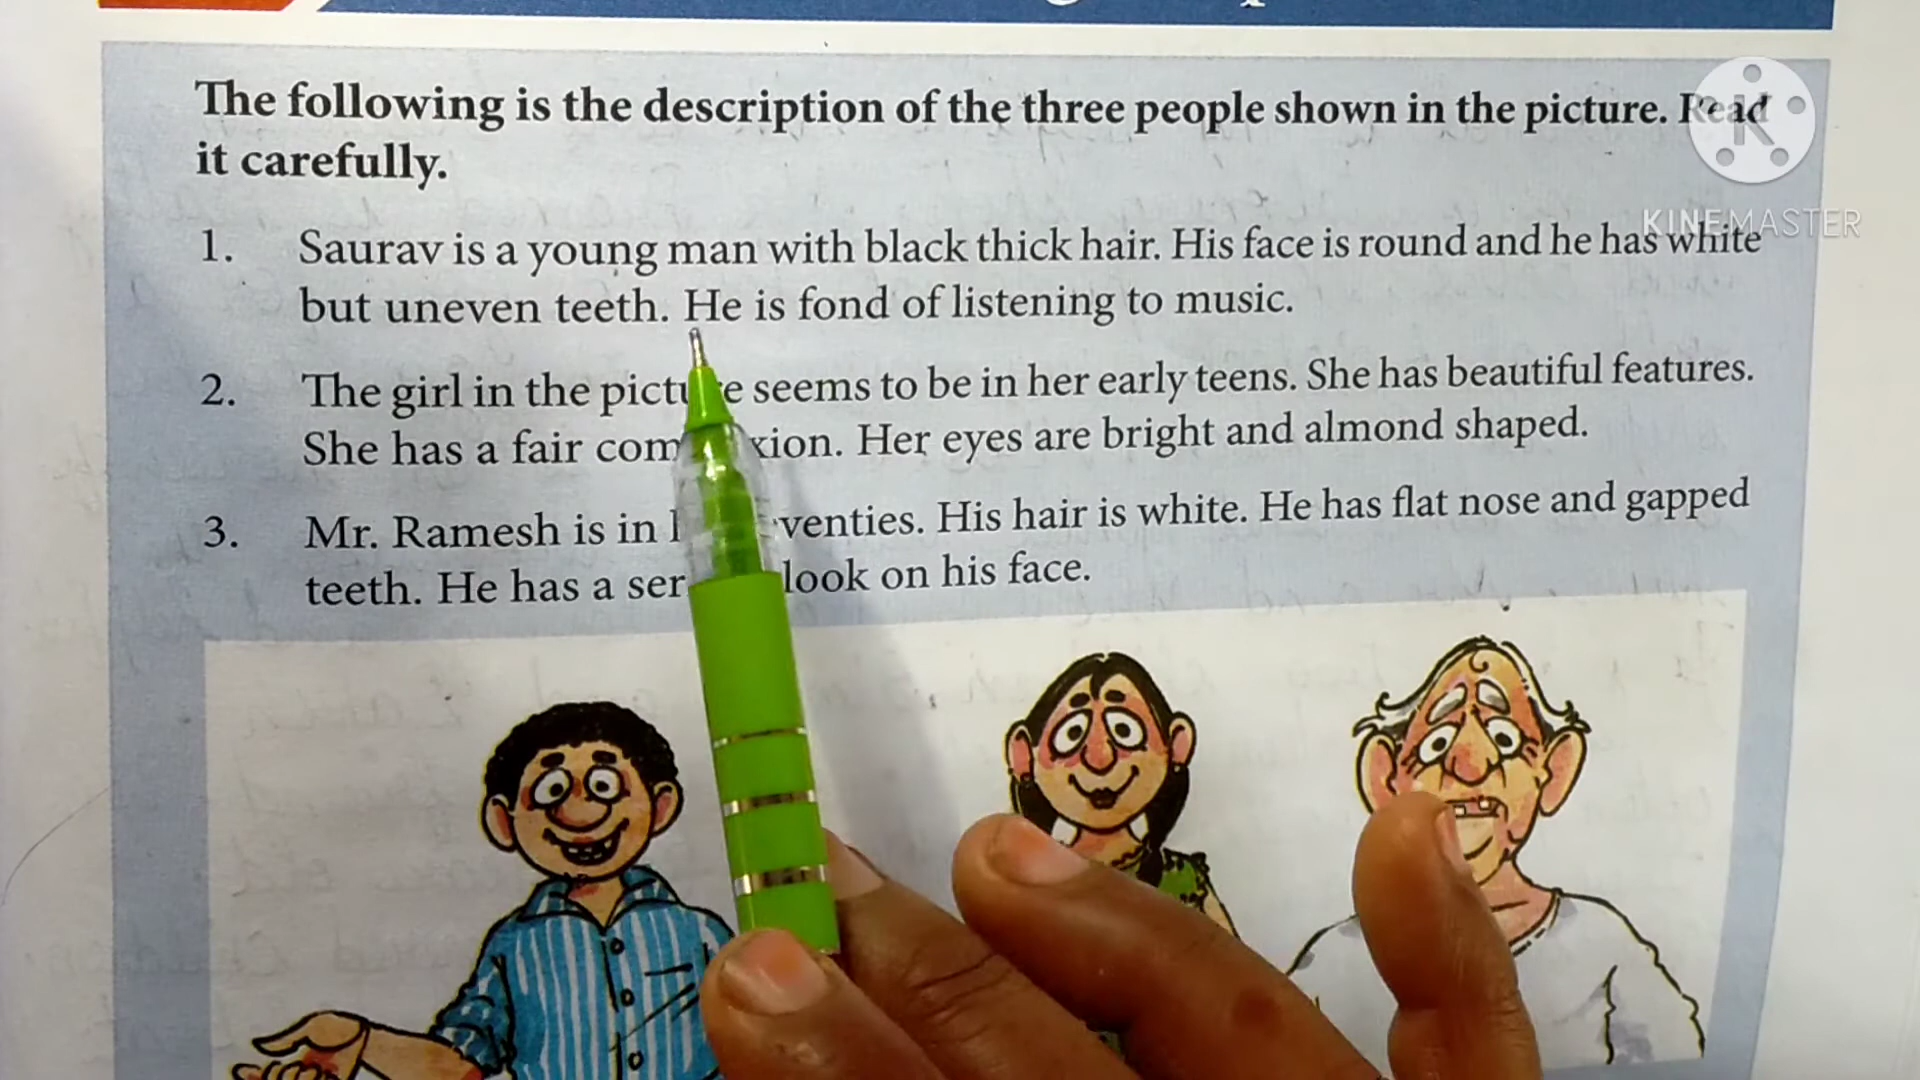 The following is the description of the three people shown in the picture. Read
it carefully.
KINEMASTER
1. Saurav is a young man with black thick hair. His face is round and he has white
but uneven teeth. He is fond of listening to music.
2. The girl in the picture seems to be in her early teens. She has beautiful features.
She has a fair xion. Her eyes are bright and almond shaped.
3. Mr. Ramesh is in venties. His hair is white. He has flat nose and gapped
teeth. He has a look on his face.